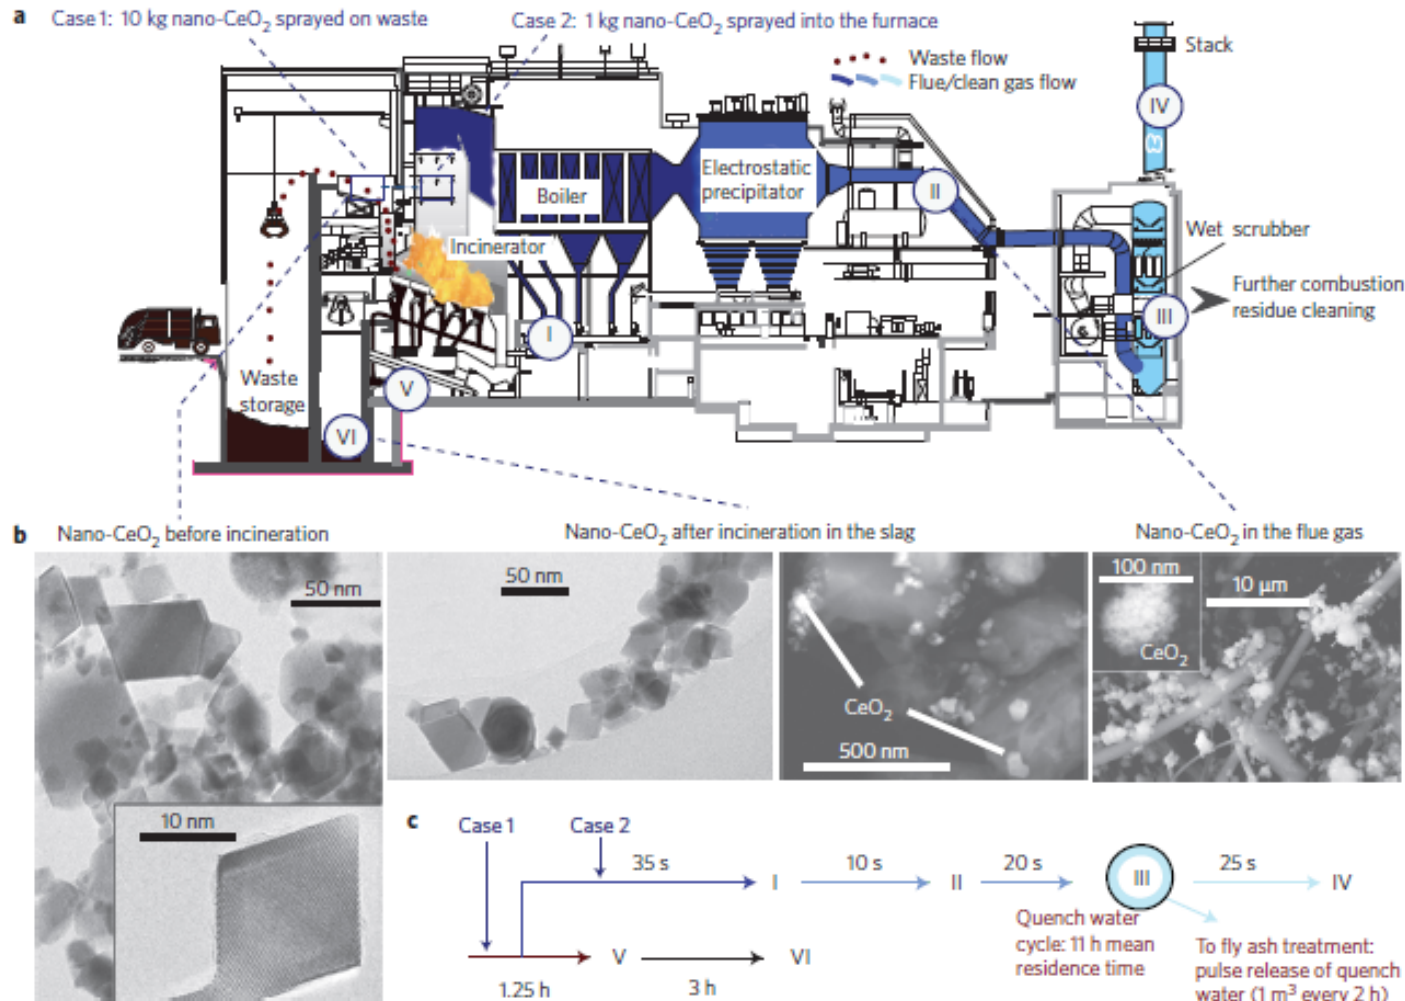 a Case 1: 10 kg nano-CeO₂ sprayed on waste
Case 2: 1 kg nano-CeO₂ sprayed into the furnace
Waste flow
Flue/clean gas flow
Stack
IV
Electrostatic
precipitator
Boiler
II
Incinerator
Wet scrubber
Further combustion
residue cleaning
III
I
Waste
storage
V
VI
b Nano-CeO₂ before incineration
Nano-CeO₂ after incineration in the slag
Nano-CeO₂ in the flue gas
50 nm
50 nm
100 nm
10 µm
CeO₂
CeO₂
500 nm
10 nm
c
Case 1
Case 2
35 s
I
10 s
II
20 s
III
25 s
IV
Quench water
cycle: 11 h mean
residence time
To fly ash treatment:
pulse release of quench
water (1 m³ every 2 h)
V
VI
1.25 h
3 h